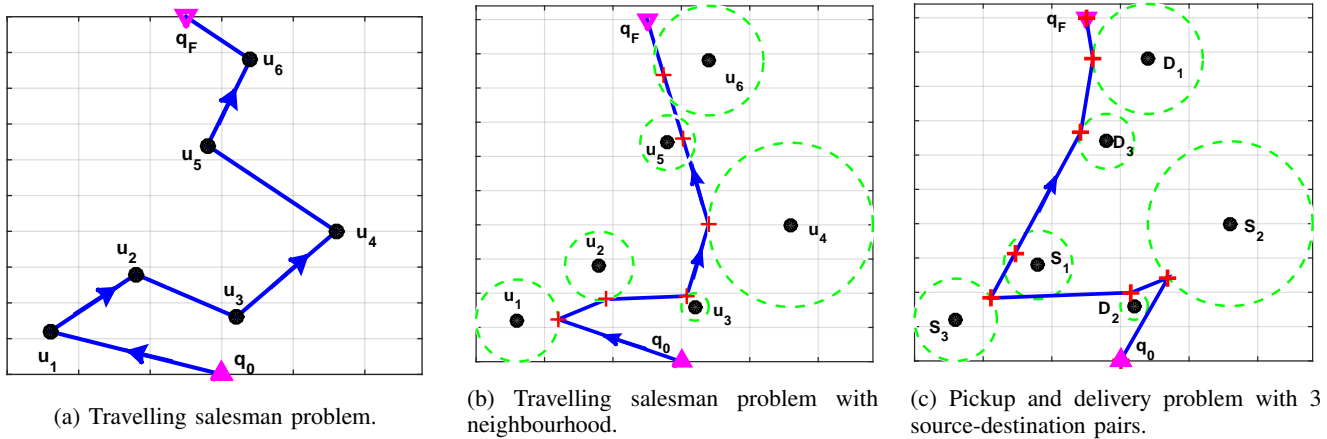 q_F
u_6
u_5
u_4
u_2
u_3
u_1
q_0
(a) Travelling salesman problem.
q_F
u_6
u_5
u_4
u_2
u_1
u_3
q_0
(b) Travelling salesman problem with
neighbourhood.
q_F
D_1
D_3
S_2
S_1
D_2
S_3
q_0
(c) Pickup and delivery problem with 3
source-destination pairs.